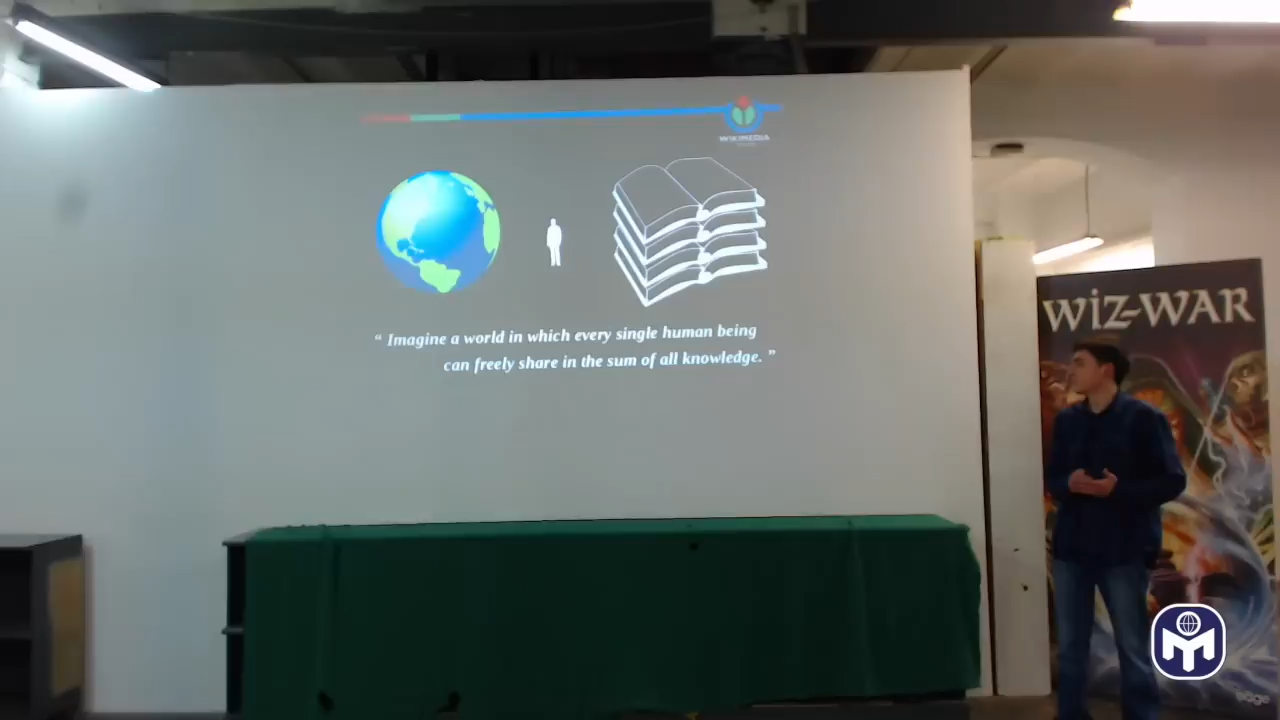 WIKIMEDIA
“ Imagine a world in which every single human being
can freely share in the sum of all knowledge. ”
WiZ-WAR
edge